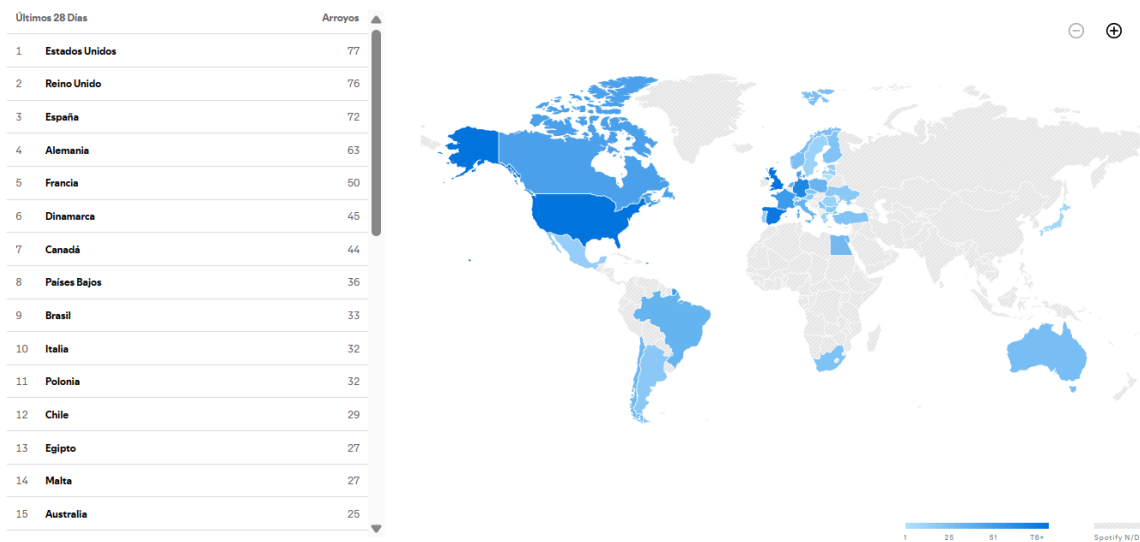 Últimos 28 Días Arroyos
1 Estados Unidos 77
2 Reino Unido 76
3 España 72
4 Alemania 63
5 Francia 50
6 Dinamarca 45
7 Canadá 44
8 Países Bajos 36
9 Brasil 33
10 Italia 32
11 Polonia 32
12 Chile 29
13 Egipto 27
14 Malta 27
15 Australia 25
1 25 51 76+
Spotify N/D